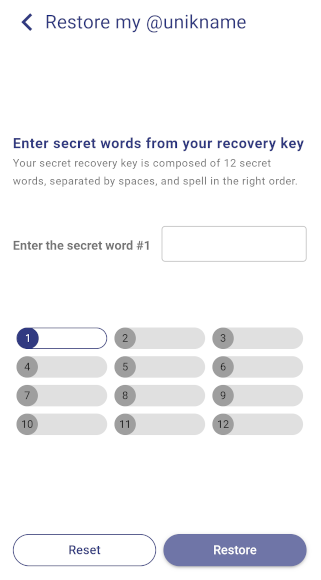 Restore my @unikname
Enter secret words from your recovery key
Your secret recovery key is composed of 12 secret
words, separated by spaces, and spell in the right order.
Enter the secret word #1
1 2 3
4 5 6
7 8 9
10 11 12
Reset Restore